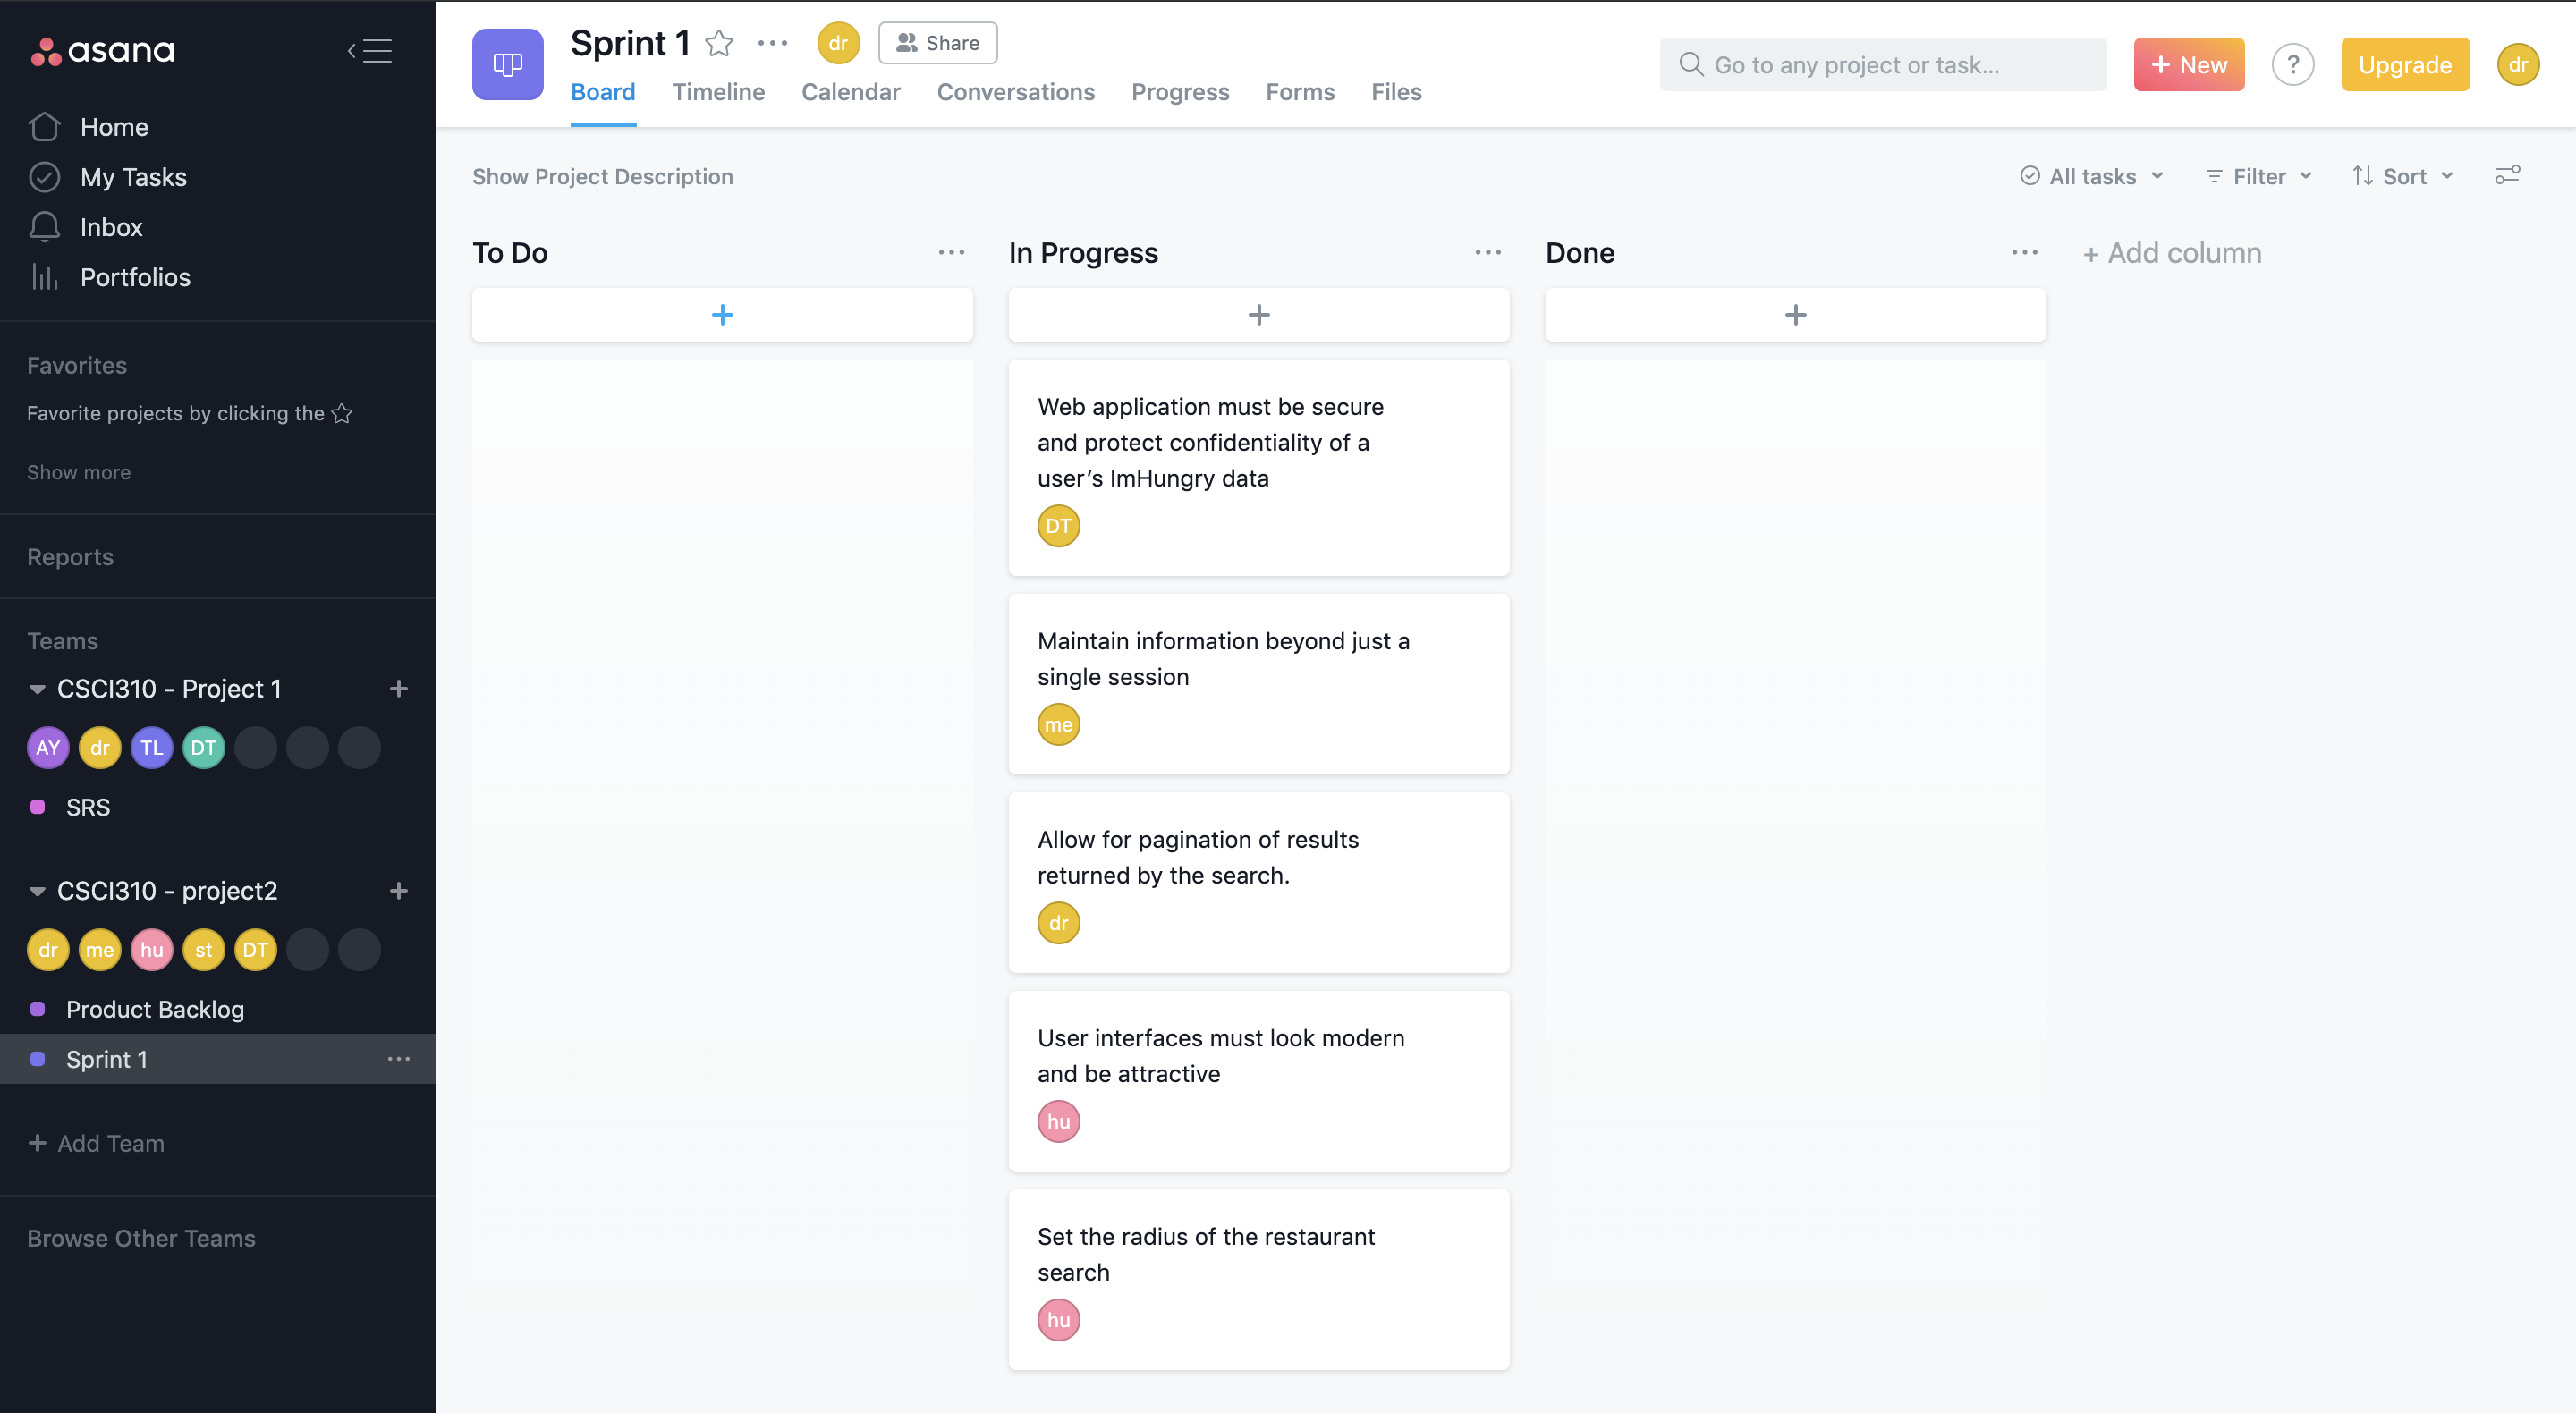 asana
Home
My Tasks
Inbox
Portfolios
Favorites
Favorite projects by clicking the
Show more
Reports
Teams
CSCI310 - Project 1
AY dr TL DT
SRS
CSCI310 - project2
dr me hu st DT
Product Backlog
Sprint 1
+ Add Team
Browse Other Teams
Sprint 1
dr
Share
Board Timeline Calendar Conversations Progress Forms Files
Go to any project or task...
+ New
?
Upgrade
dr
Show Project Description
All tasks
Filter
Sort
To Do
+
In Progress
+
Web application must be secure
and protect confidentiality of a
user’s ImHungry data
DT
Maintain information beyond just a
single session
me
Allow for pagination of results
returned by the search.
dr
User interfaces must look modern
and be attractive
hu
Set the radius of the restaurant
search
hu
Done
+
+ Add column